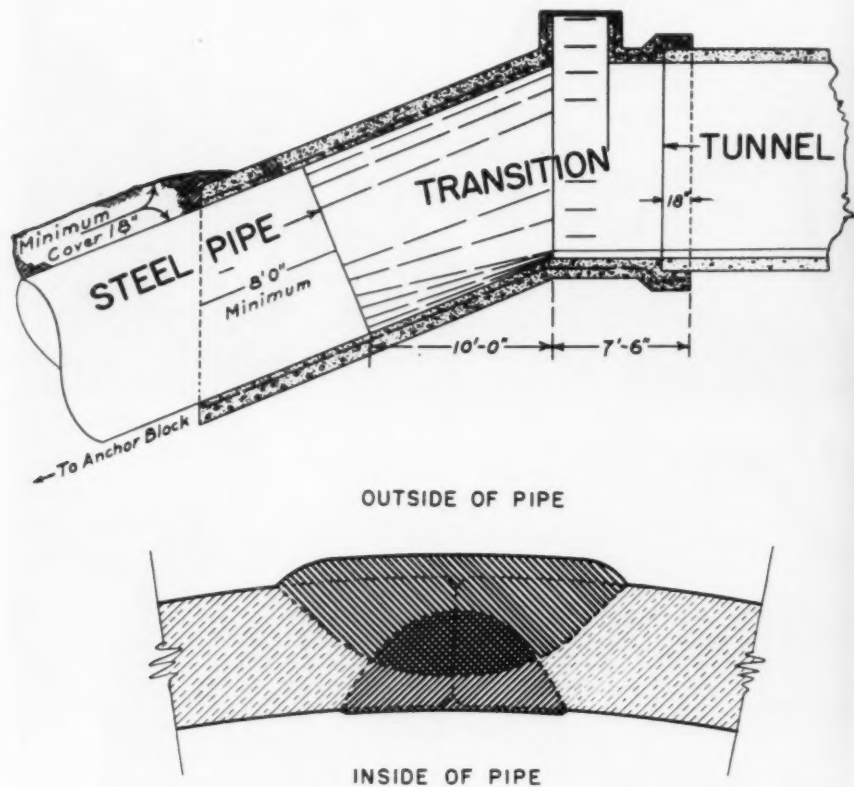 Minimum
Cover 18"
STEEL PIPE
8'0"
Minimum
TRANSITION
TUNNEL
18"
10'-0"
7'-6"
To Anchor Block
OUTSIDE OF PIPE
INSIDE OF PIPE